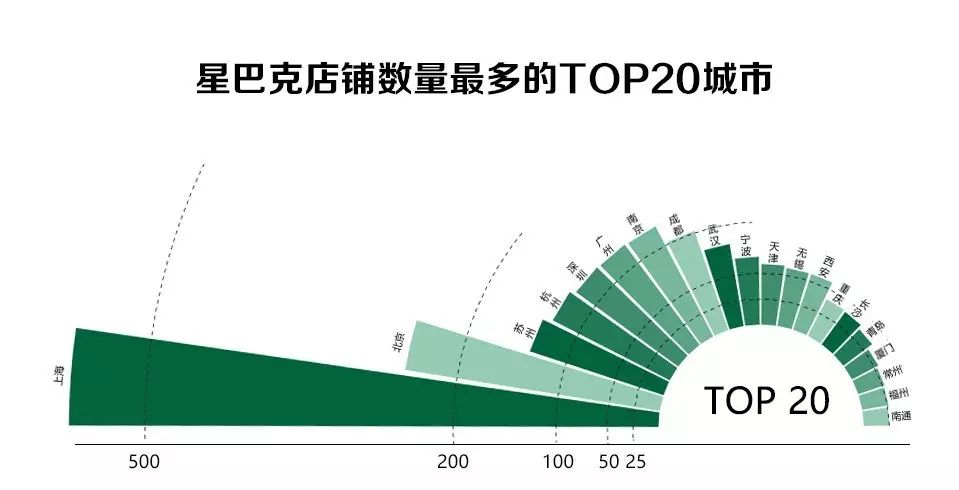 星巴克店铺数量最多的TOP20城市
上海
北京
苏州
杭州
深圳
广州
南京
成都
武汉
宁波
天津
无锡
西安
重庆
长沙
青岛
厦门
常州
福州
南通
TOP 20
500
200
100
50
25